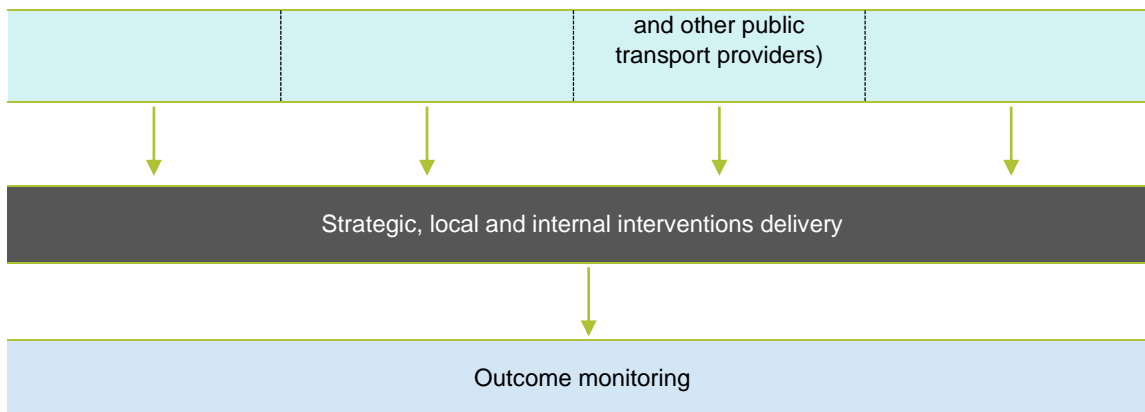 and other public
transport providers)
Strategic, local and internal interventions delivery
Outcome monitoring